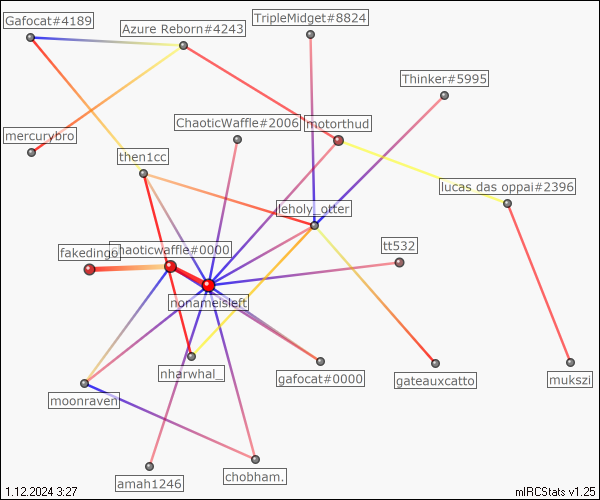 Gafocat#4189
Azure Reborn#4243
TripleMidget#8824
Thinker#5995
mercurybro
ChaoticWaffle#2006
motorthud
then1cc
lucas das oppai#2396
leholy_otter
fakedingo
chaoticwaffle#0000
tt532
nonameisleft
nharwhal_
gafocat#0000
gateauxcatto
mukszi
moonraven
amah1246
chobham.
1.12.2024 3:27
mIRCStats v1.25